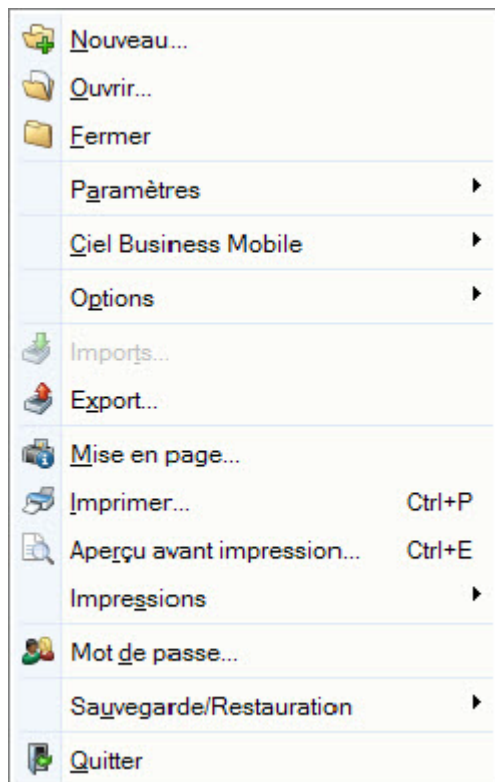 Nouveau...
Ouvrir...
Fermer
Paramètres
Ciel Business Mobile
Options
Imports...
Export...
Mise en page...
Imprimer... Ctrl+P
Aperçu avant impression... Ctrl+E
Impressions
Mot de passe...
Sauvegarde/Restauration
Quitter